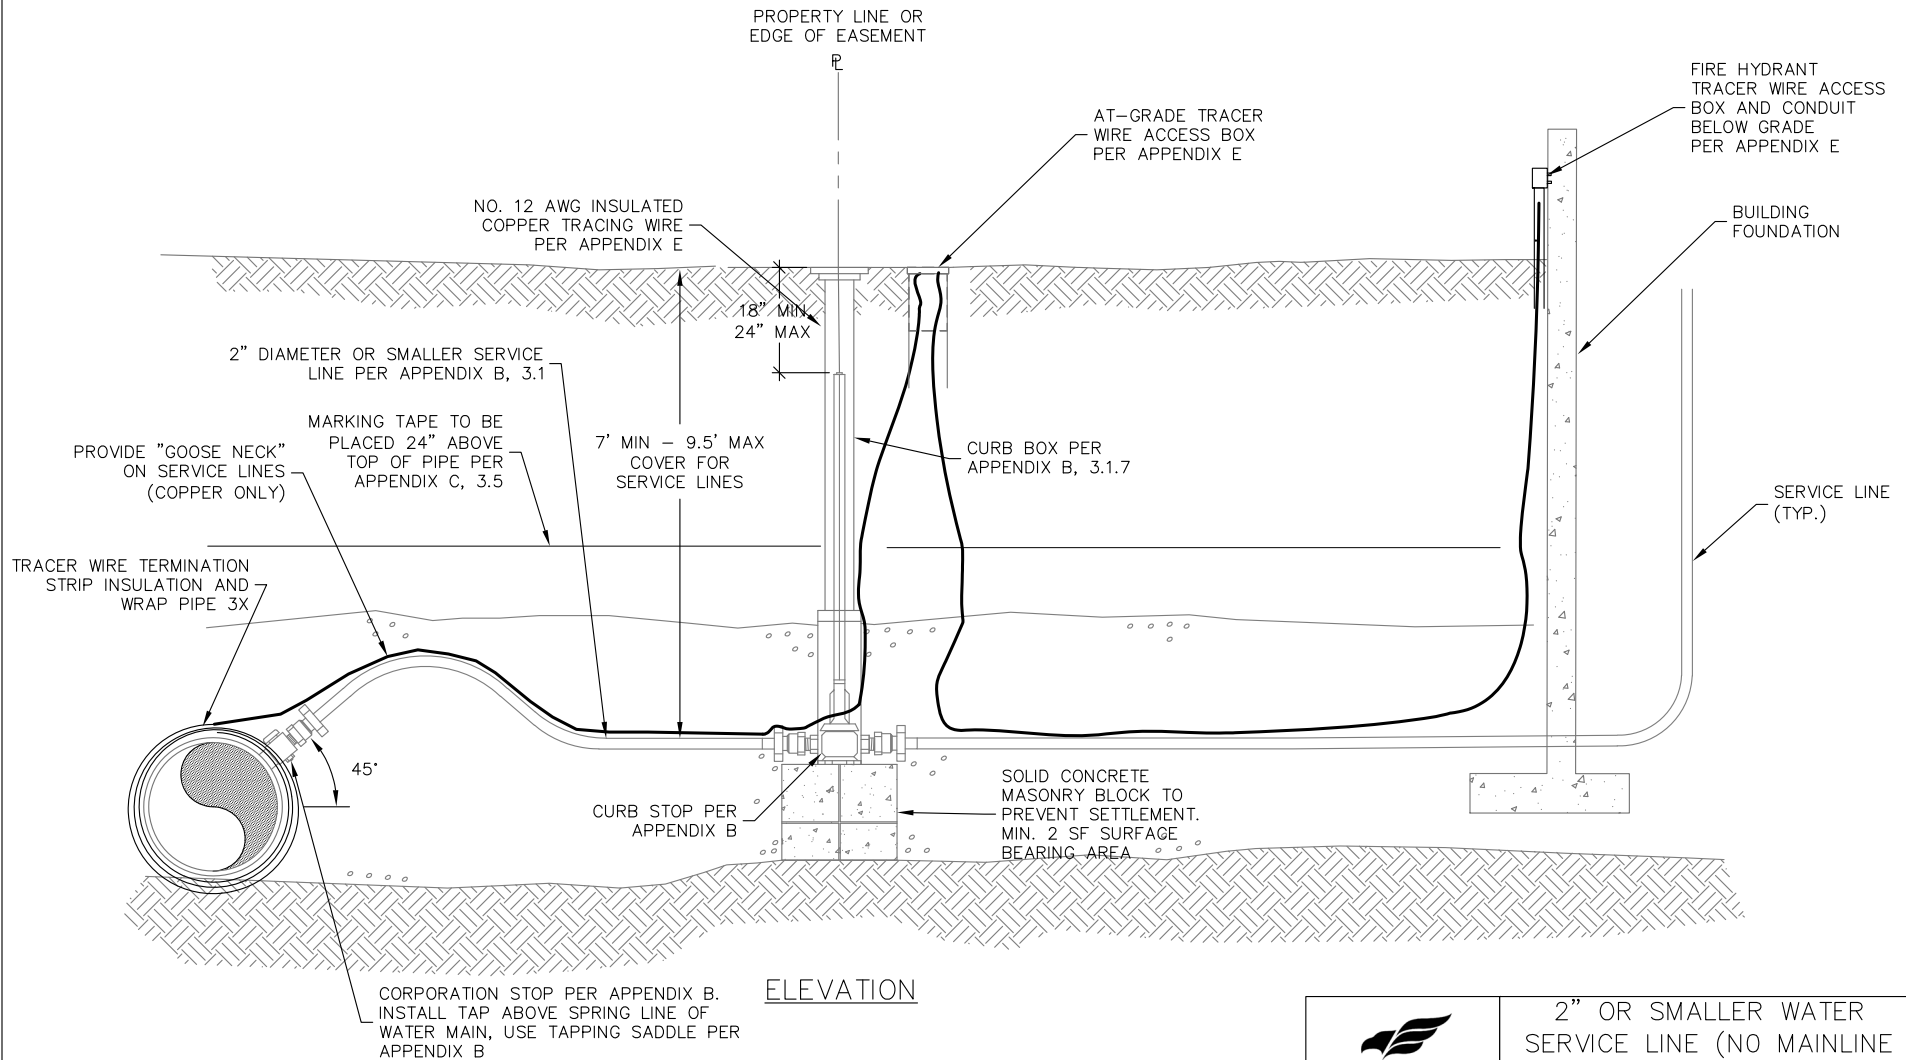 PROPERTY LINE OR
EDGE OF EASEMENT
PL
FIRE HYDRANT
TRACER WIRE ACCESS
BOX AND CONDUIT
BELOW GRADE
PER APPENDIX E
AT-GRADE TRACER
WIRE ACCESS BOX
PER APPENDIX E
NO. 12 AWG INSULATED
COPPER TRACING WIRE
PER APPENDIX E
BUILDING
FOUNDATION
18" MIN
24" MAX
2" DIAMETER OR SMALLER SERVICE
LINE PER APPENDIX B, 3.1
MARKING TAPE TO BE
PLACED 24" ABOVE
TOP OF PIPE PER
APPENDIX C, 3.5
7' MIN - 9.5' MAX
COVER FOR
SERVICE LINES
CURB BOX PER
APPENDIX B, 3.1.7
PROVIDE "GOOSE NECK"
ON SERVICE LINES
(COPPER ONLY)
SERVICE LINE
(TYP.)
TRACER WIRE TERMINATION
STRIP INSULATION AND
WRAP PIPE 3X
45°
CURB STOP PER
APPENDIX B
SOLID CONCRETE
MASONRY BLOCK TO
PREVENT SETTLEMENT.
MIN. 2 SF SURFAGE
BEARING AREA
CORPORATION STOP PER APPENDIX B.
INSTALL TAP ABOVE SPRING LINE OF
WATER MAIN, USE TAPPING SADDLE PER
APPENDIX B
ELEVATION
2" OR SMALLER WATER
SERVICE LINE (NO MAINLINE